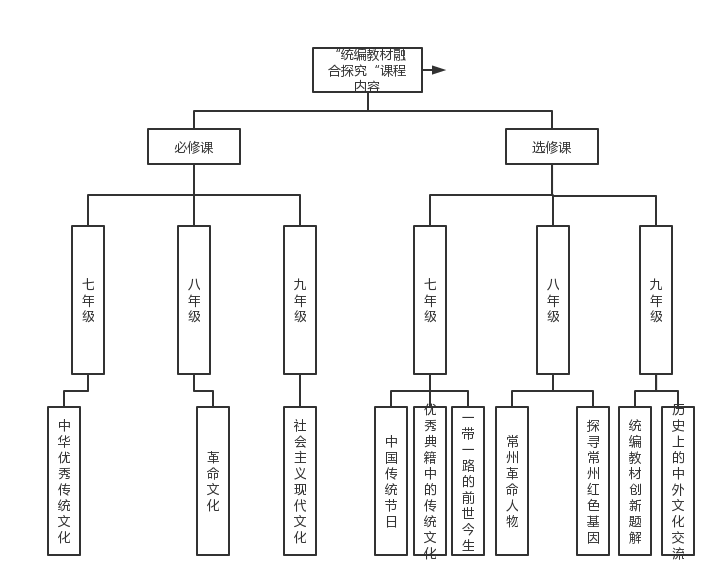 “统编教材融
合探究“课程
内容
必修课
选修课
七年级
八年级
九年级
七年级
八年级
九年级
中华优秀传统文化
革命文化
社会主义现代文化
中国传统节日
优秀典籍中的传统文化
一带一路的前世今生
常州革命人物
探寻常州红色基因
统编教材创新题解
历史上的中外文化交流